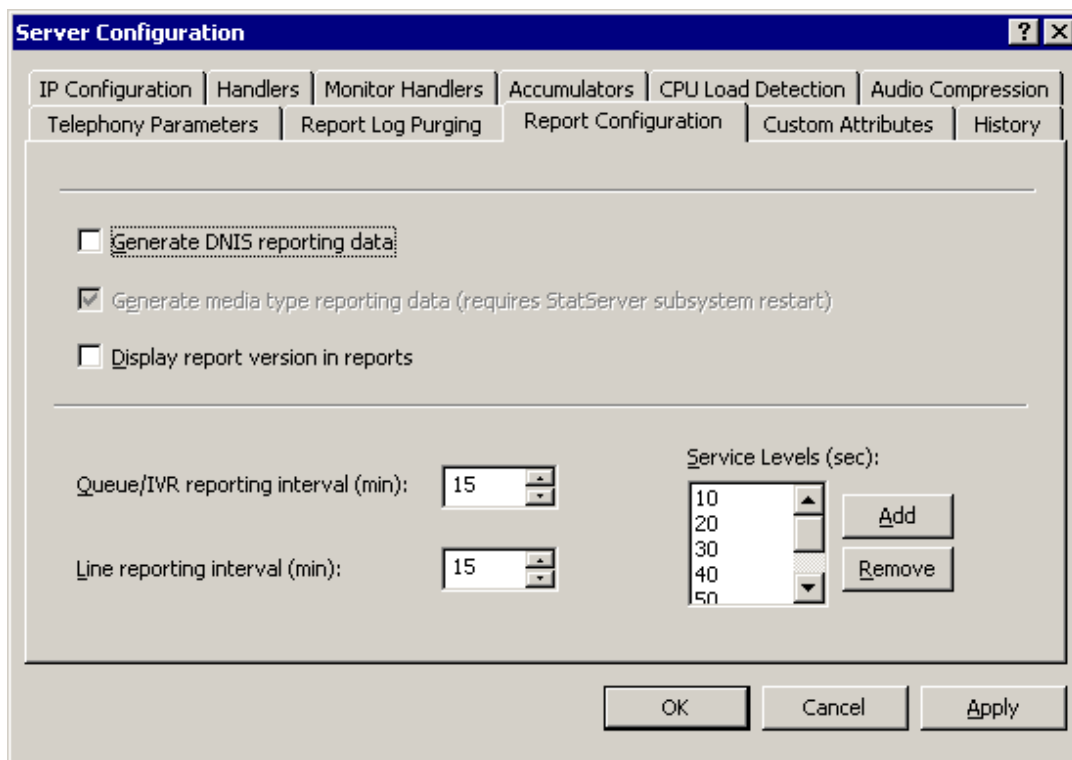 Server Configuration
IP Configuration Handlers Monitor Handlers Accumulators CPU Load Detection Audio Compression
Telephony Parameters Report Log Purging Report Configuration Custom Attributes History
Generate DNIS reporting data
Generate media type reporting data (requires StatServer subsystem restart)
Display report version in reports
Queue/IVR reporting interval (min): 15
Line reporting interval (min): 15
Service Levels (sec):
10
20
30
40
50
Add
Remove
OK Cancel Apply